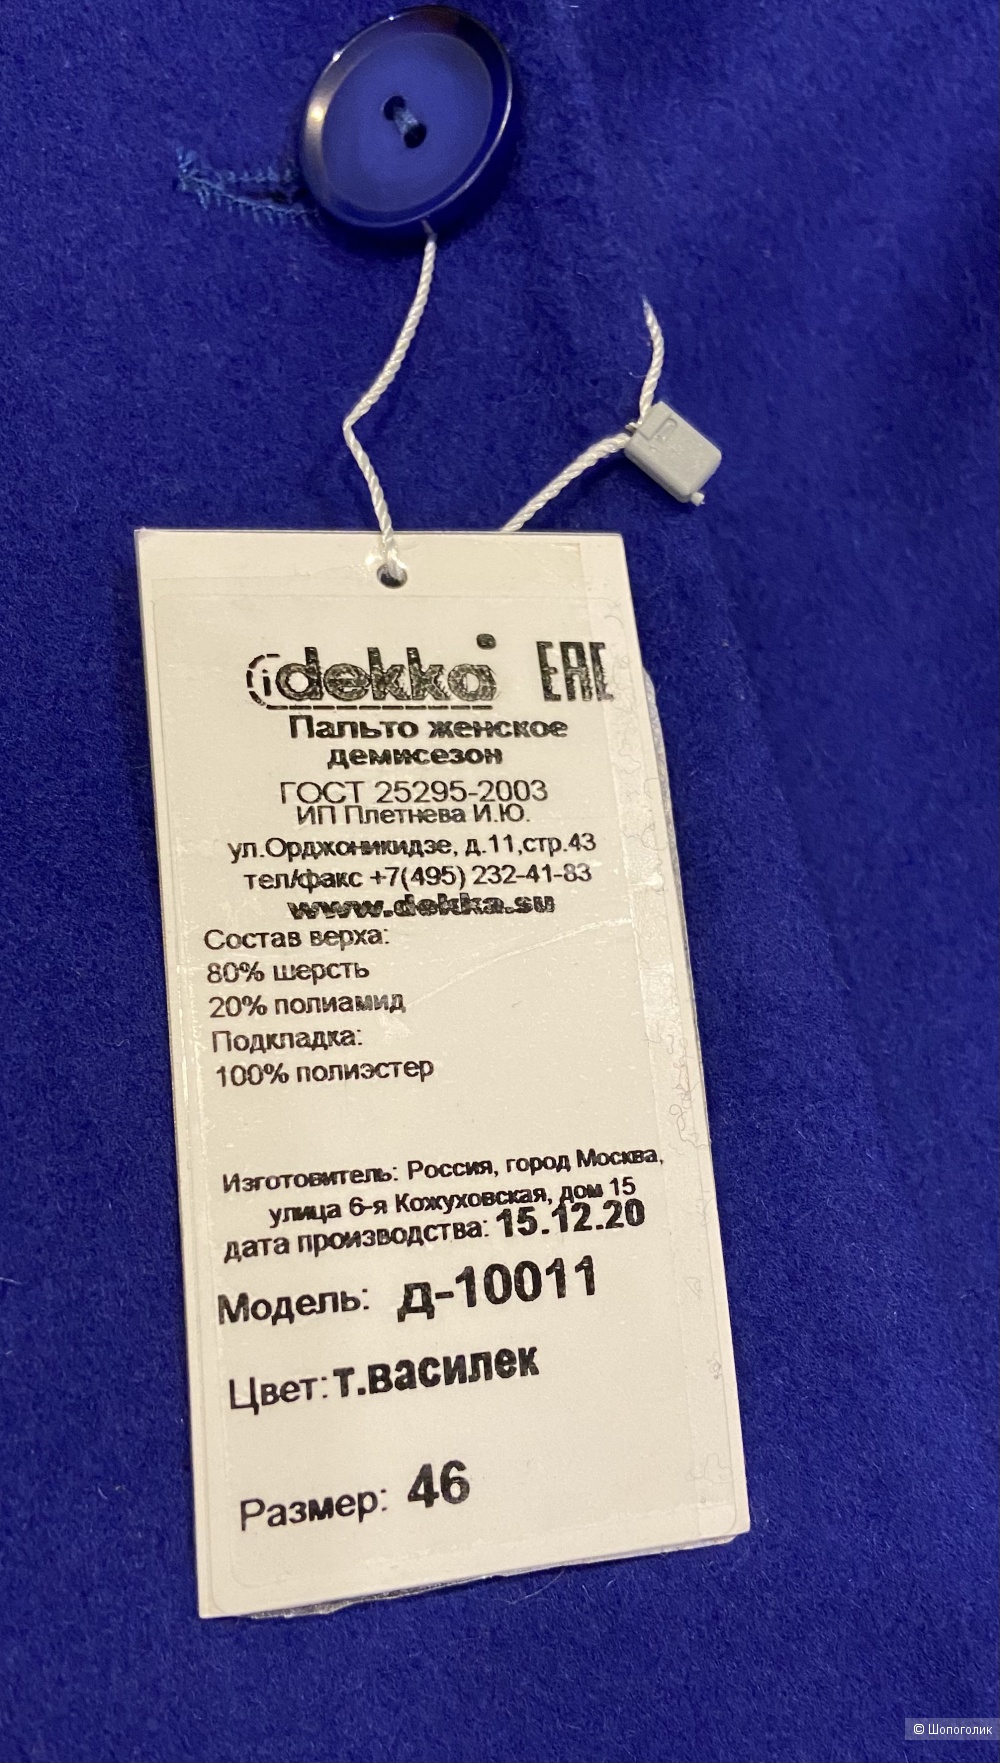 idekka® EAC
Пальто женское
демисезон
ГОСТ 25295-2003
ИП Плетнева И.Ю.
ул.Орджоникидзе, д.11,стр.43
тел/факс +7(495) 232-41-83
www.dekka.su
Состав верха:
80% шерсть
20% полиамид
Подкладка:
100% полиэстер
Изготовитель: Россия, город Москва,
улица 6-я Кожуховская, дом 15
дата производства: 15.12.20
Модель: д-10011
Цвет: т.василек
Размер: 46
© Шопоголик